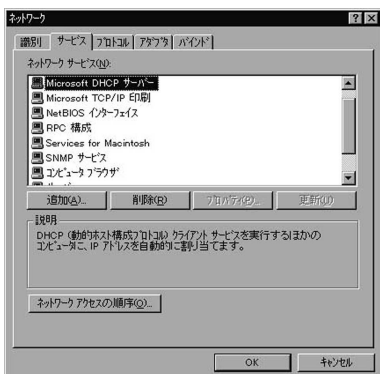 ネットワーク
識別 サービス プロトコル アダプタ バインド
ネットワーク サービス(N):
Microsoft DHCP サーバー
Microsoft TCP/IP 印刷
NetBIOS インターフェイス
RPC 構成
Services for Macintosh
SNMP サービス
コンピュータ ブラウザ
追加(A)... 削除(R) プロパティ(P)... 更新(U)
説明
DHCP (動的ホスト構成プロトコル) クライアント サービスを実行するほかの
コンピュータに、IP アドレスを自動的に割り当てます。
ネットワーク アクセスの順序(O)...
OK キャンセル